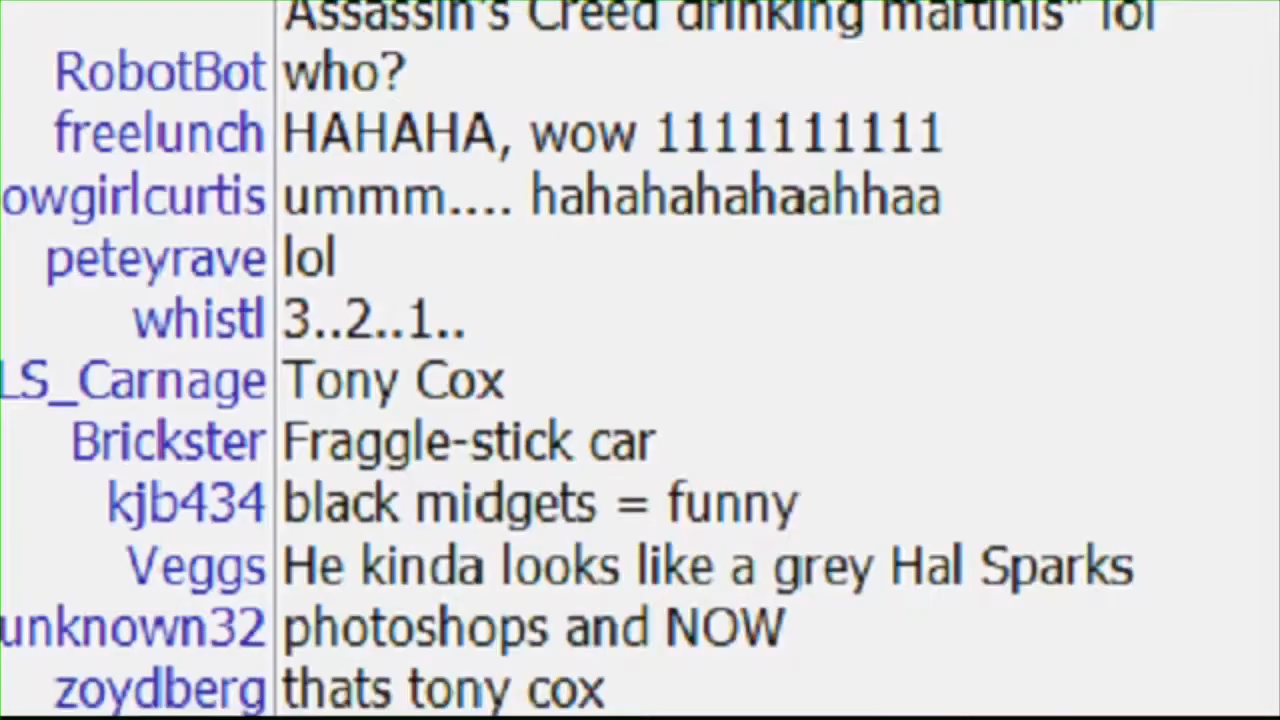 Assassin's Creed drinking martinis" lol
RobotBot who?
freelunch HAHAHA, wow 1111111111
owgirlcurtis ummm.... hahahahahaahhaa
peteyrave lol
whistl 3..2..1..
LS_Carnage Tony Cox
Brickster Fraggle-stick car
kjb434 black midgets = funny
Veggs He kinda looks like a grey Hal Sparks
unknown32 photoshops and NOW
zoydberg thats tony cox